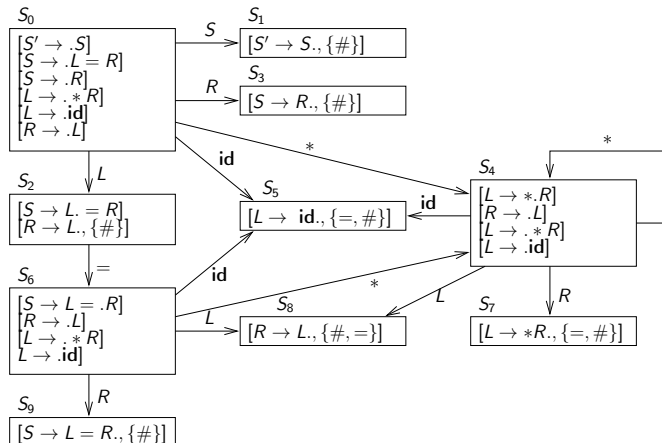 S₀
[S′ → .S]
[S → .L = R]
[S → .R]
[L → . ∗ R]
[L → .id]
[R → .L]
S
S₁
[S′ → S., {#}]
R
S₃
[S → R., {#}]
∗
id
L
S₂
[S → L. = R]
[R → L., {#}]
S₅
[L → id., {=, #}]
id
S₄
[L → ∗.R]
[R → .L]
[L → . ∗ R]
[L → .id]
∗
=
id
∗
S₆
[S → L = .R]
[R → .L]
[L → . ∗ R]
L → .id]
L
S₈
[R → L., {#, =}]
L
R
S₇
[L → ∗R., {=, #}]
R
S₉
[S → L = R., {#}]